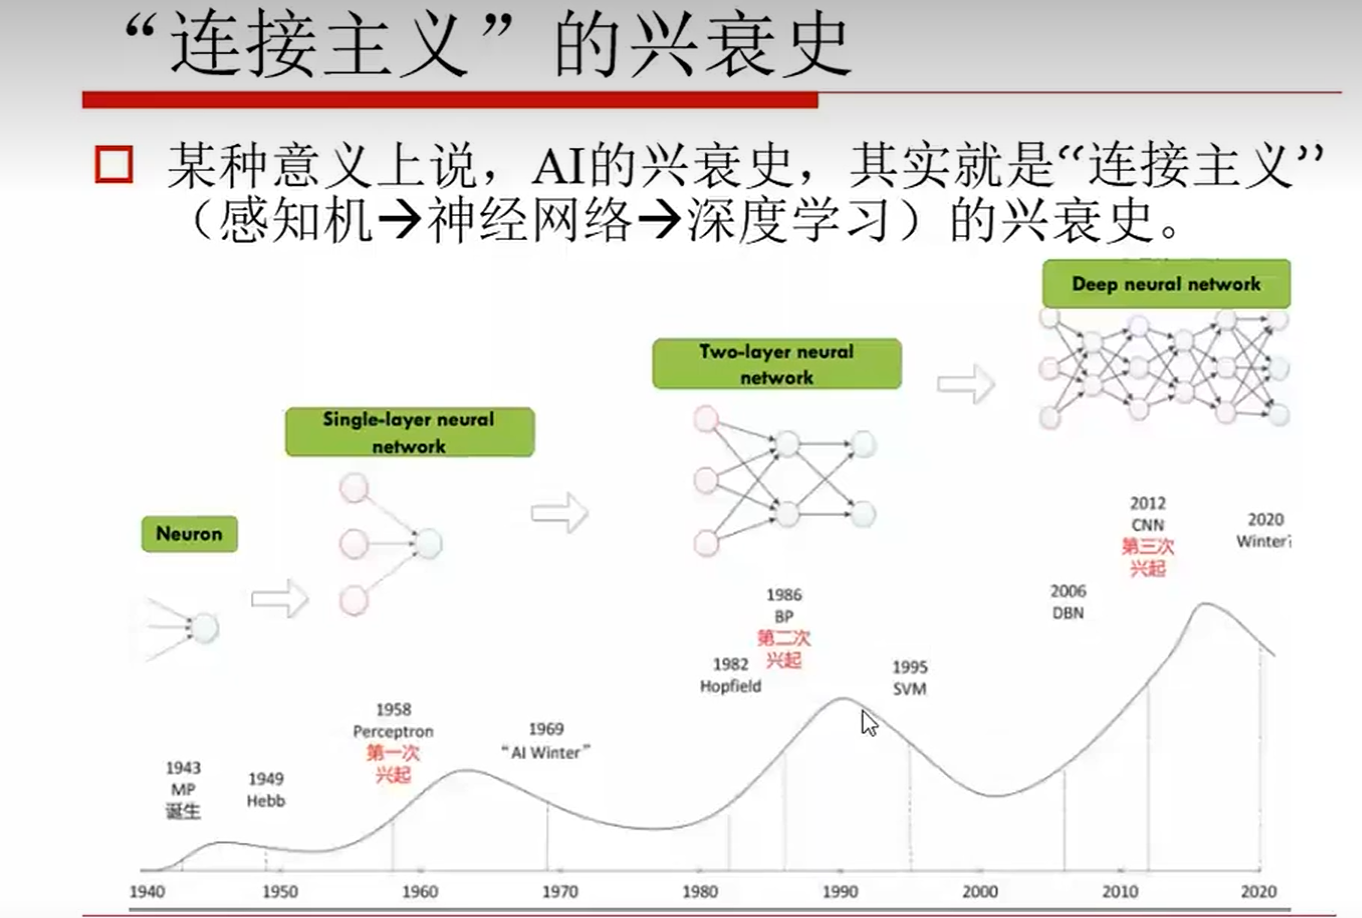 “连接主义”的兴衰史
某种意义上说，AI的兴衰史，其实就是“连接主义”
（感知机→神经网络→深度学习）的兴衰史。
Deep neural network
Two-layer neural
network
Single-layer neural
network
Neuron
2012
CNN
第三次
兴起
2020
Winter?
2006
DBN
1986
BP
第二次
兴起
1982
Hopfield
1995
SVM
1958
Perceptron
第一次
兴起
1969
“AI Winter”
1943
MP
诞生
1949
Hebb
1940 1950 1960 1970 1980 1990 2000 2010 2020